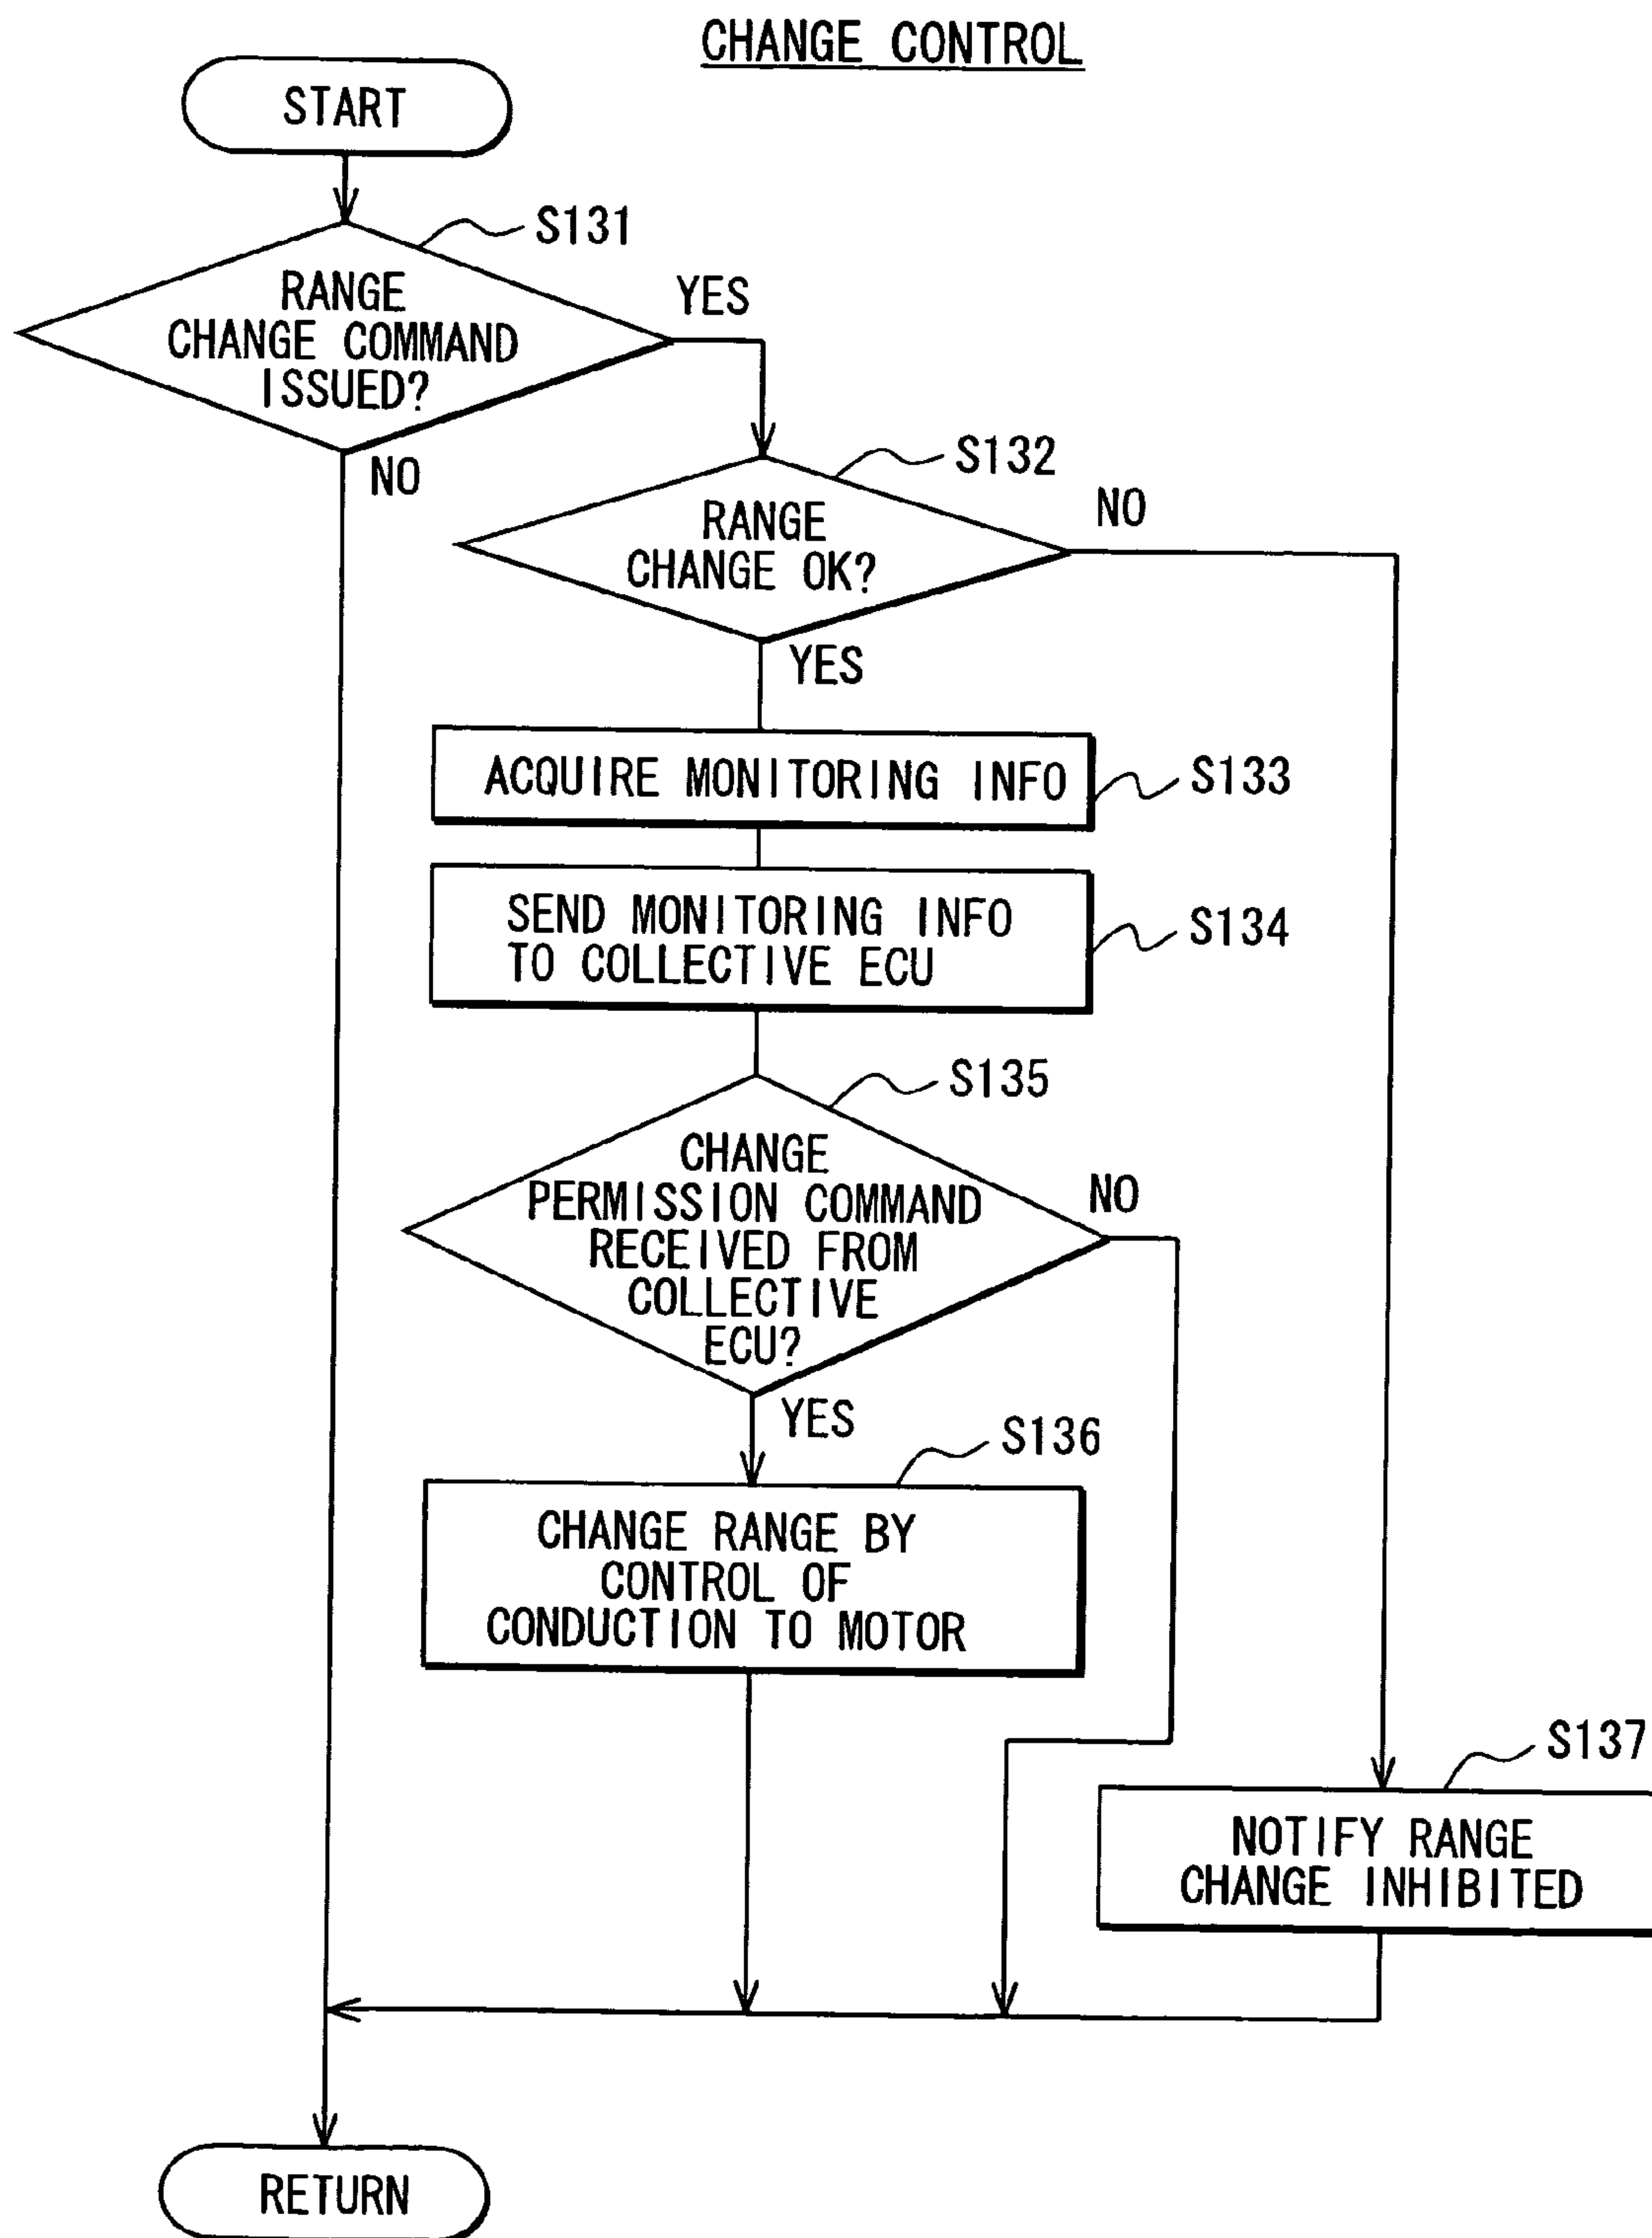 CHANGE CONTROL
START
S131
RANGE
CHANGE COMMAND
ISSUED?
YES
NO
S132
RANGE
CHANGE OK?
NO
YES
ACQUIRE MONITORING INFO
S133
SEND MONITORING INFO
TO COLLECTIVE ECU
S134
S135
CHANGE
PERMISSION COMMAND
RECEIVED FROM
COLLECTIVE
ECU?
NO
YES
S136
CHANGE RANGE BY
CONTROL OF
CONDUCTION TO MOTOR
S137
NOTIFY RANGE
CHANGE INHIBITED
RETURN